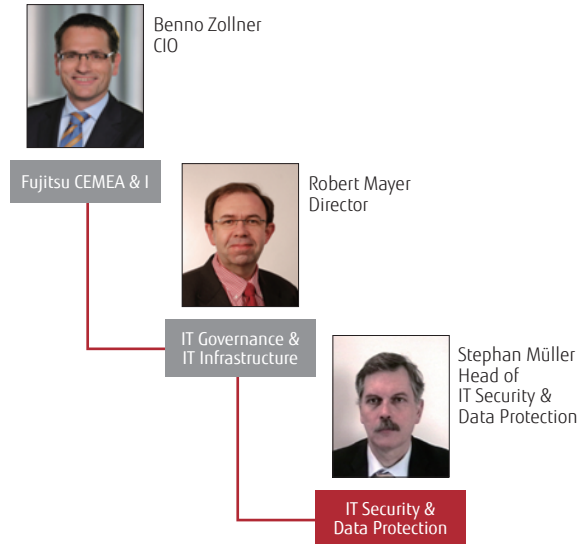 Benno Zollner
CIO
Fujitsu CEMEA & I
Robert Mayer
Director
IT Governance &
IT Infrastructure
Stephan Müller
Head of
IT Security &
Data Protection
IT Security &
Data Protection